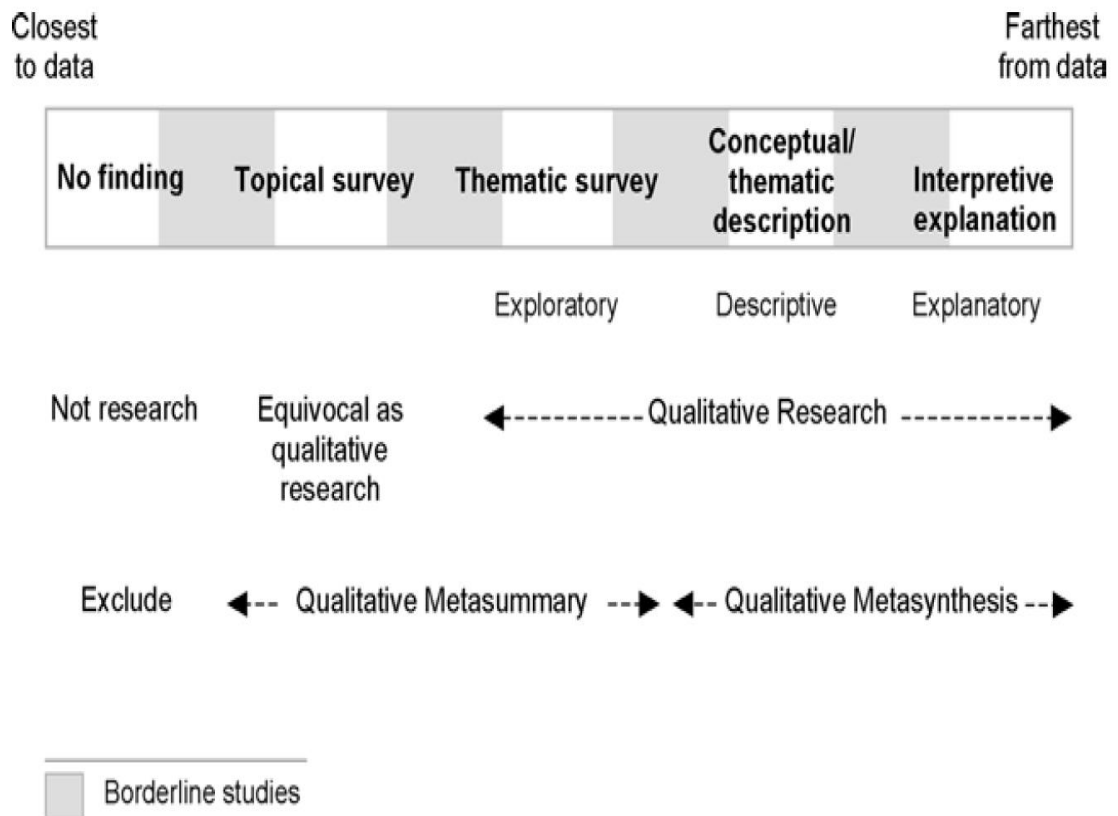 Closest
to data
Farthest
from data
No finding
Topical survey
Thematic survey
Conceptual/
thematic
description
Interpretive
explanation
Exploratory
Descriptive
Explanatory
Not research
Equivocal as
qualitative
research
Qualitative Research
Exclude
Qualitative Metasummary
Qualitative Metasynthesis
Borderline studies